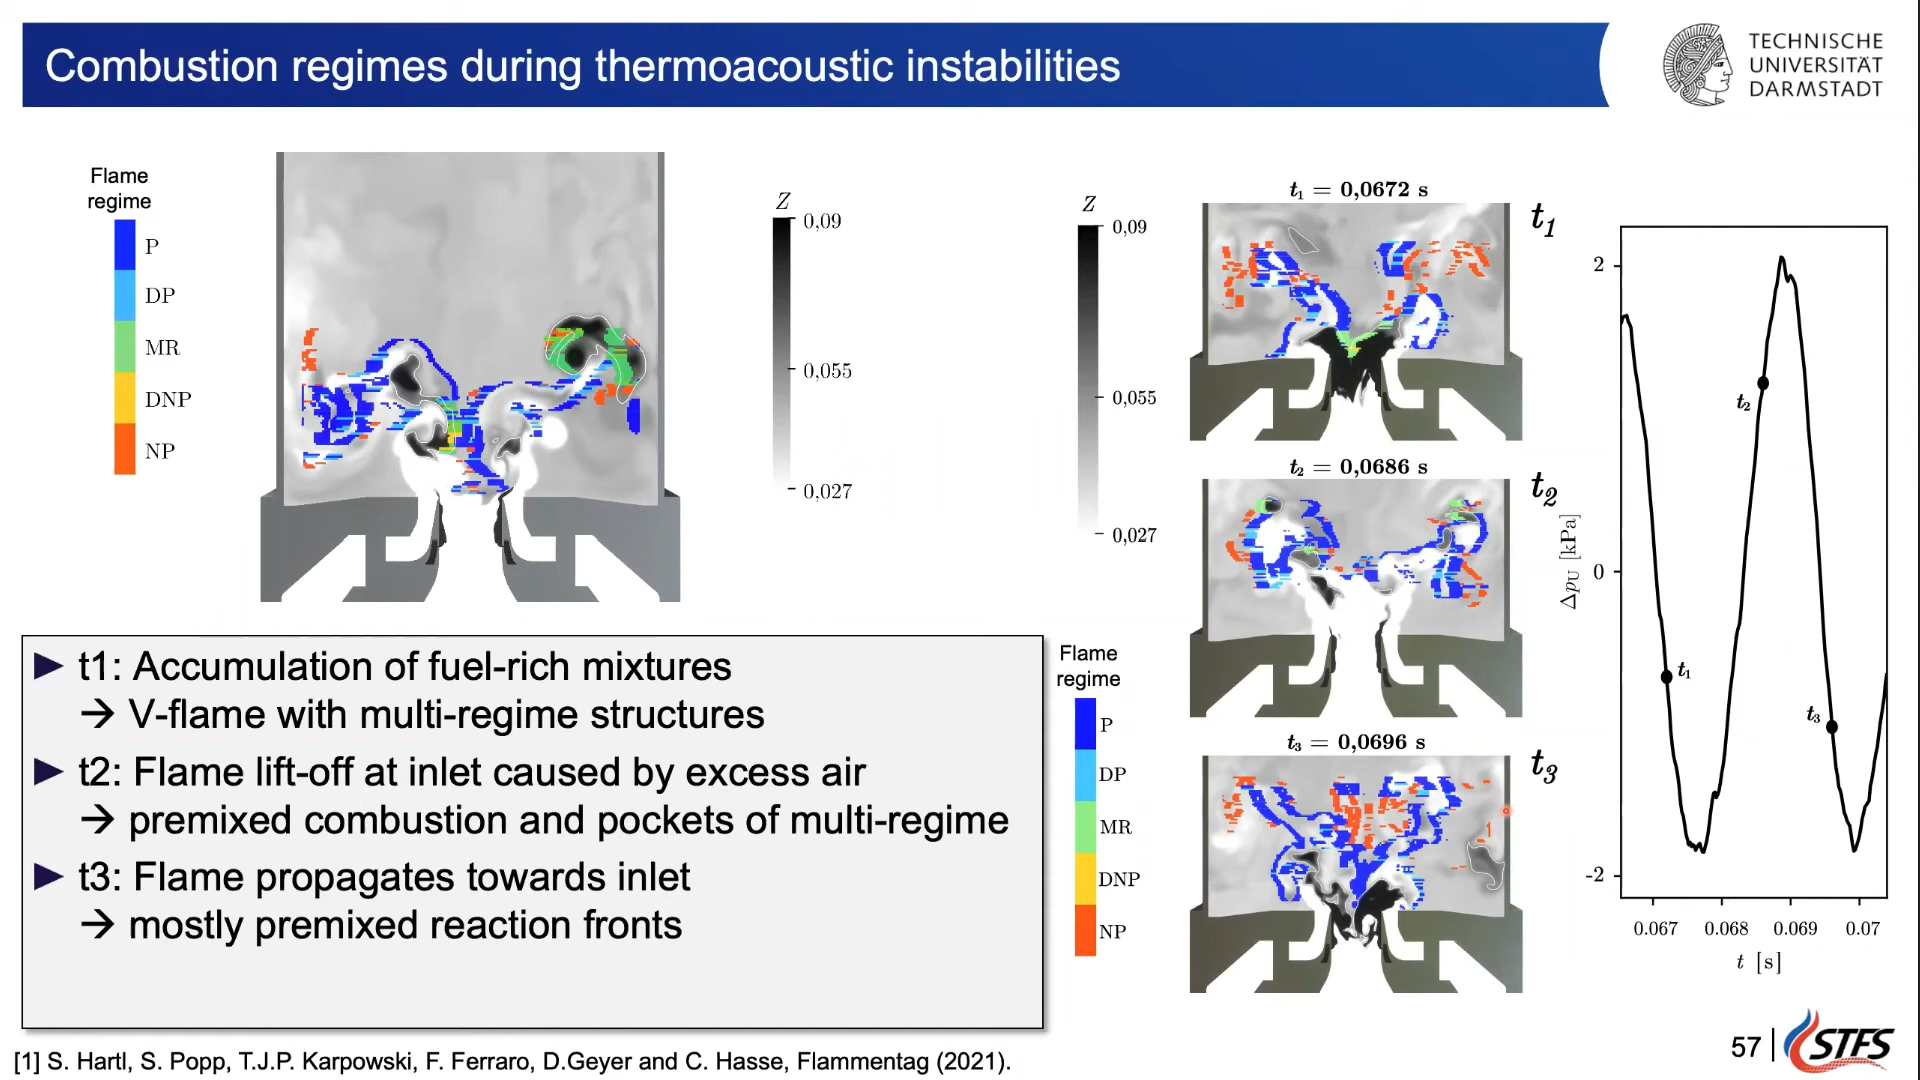 Combustion regimes during thermoacoustic instabilities
TECHNISCHE
UNIVERSITÄT
DARMSTADT
Flame
regime
P
DP
MR
DNP
NP
Z
0,09
0,055
0,027
Z
0,09
0,055
0,027
t₁ = 0,0672 s
t₁
t₂ = 0,0686 s
t₂
t₃ = 0,0696 s
t₃
Flame
regime
P
DP
MR
DNP
NP
2
0
-2
Δp_U [kPa]
t₂
t₁
t₃
0.067 0.068 0.069 0.07
t [s]
► t1: Accumulation of fuel-rich mixtures
→ V-flame with multi-regime structures
► t2: Flame lift-off at inlet caused by excess air
→ premixed combustion and pockets of multi-regime
► t3: Flame propagates towards inlet
→ mostly premixed reaction fronts
[1] S. Hartl, S. Popp, T.J.P. Karpowski, F. Ferraro, D.Geyer and C. Hasse, Flammentag (2021).
57 | STFS